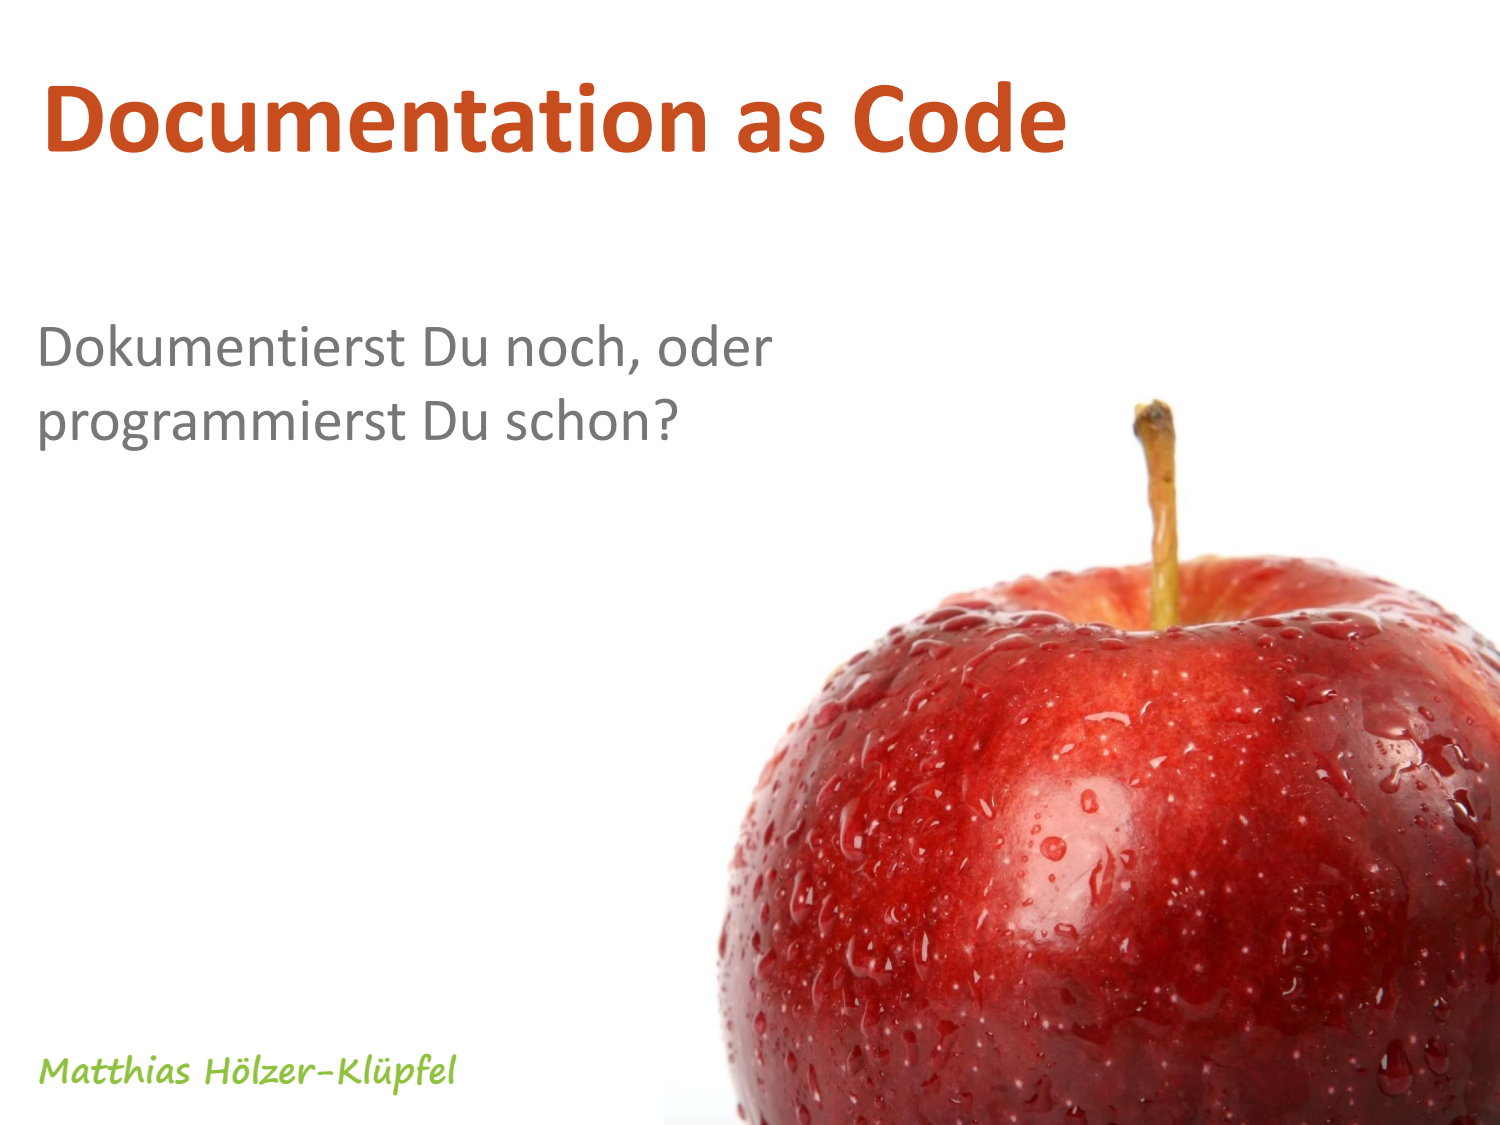 Documentation as Code
Dokumentierst Du noch, oder
programmierst Du schon?
Matthias Hölzer-Klüpfel